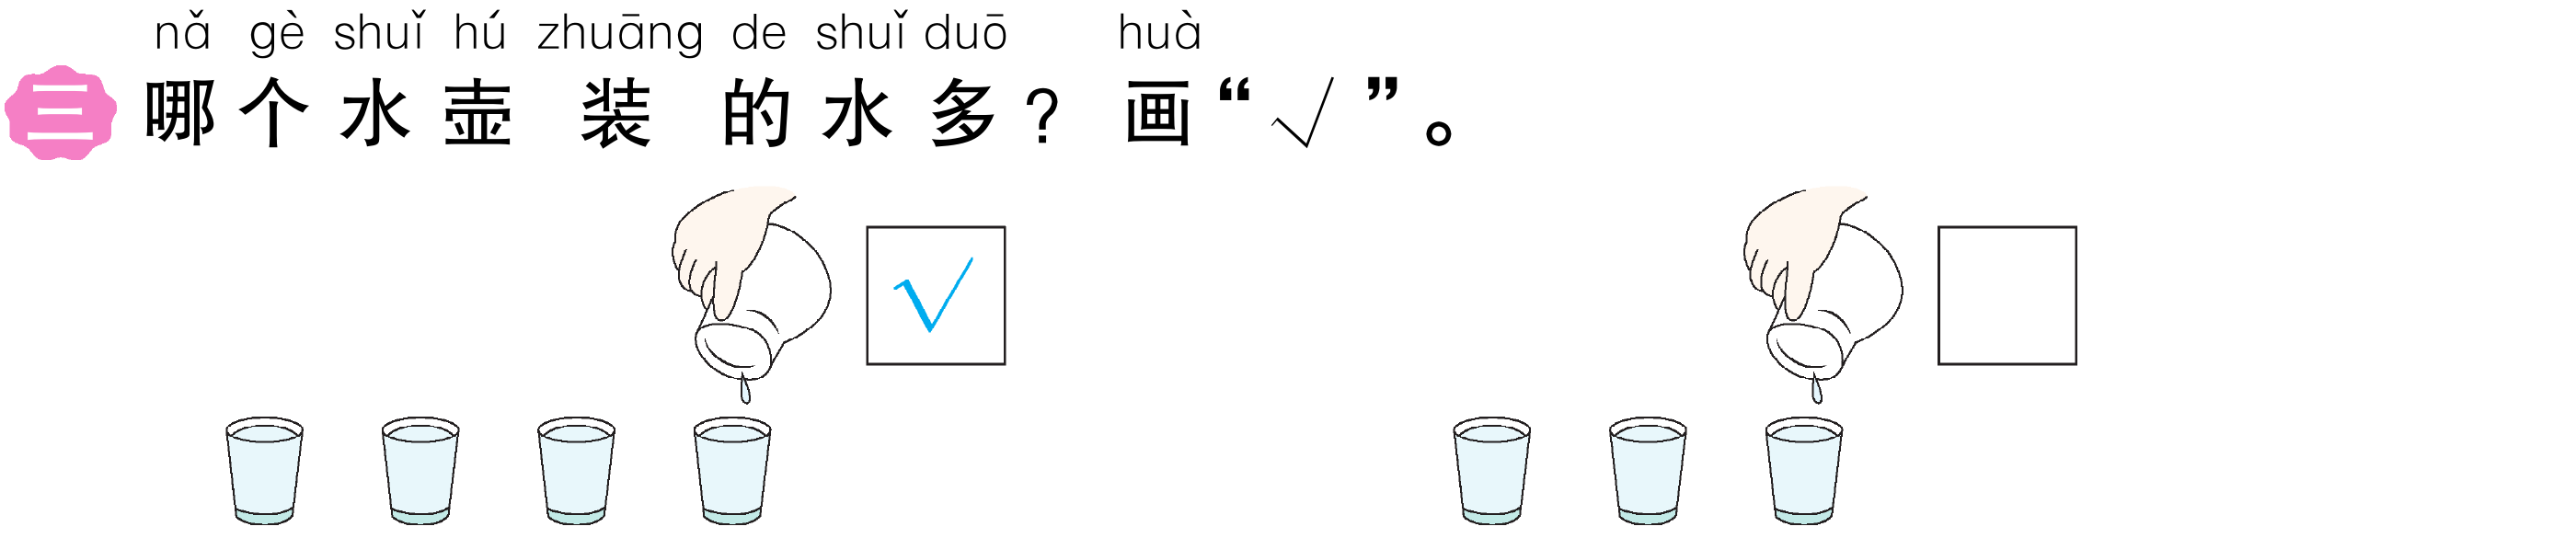 nǎ gè shuǐ hú zhuāng de shuǐ duō huà
三 哪个水壶装的水多？画“√”。
√